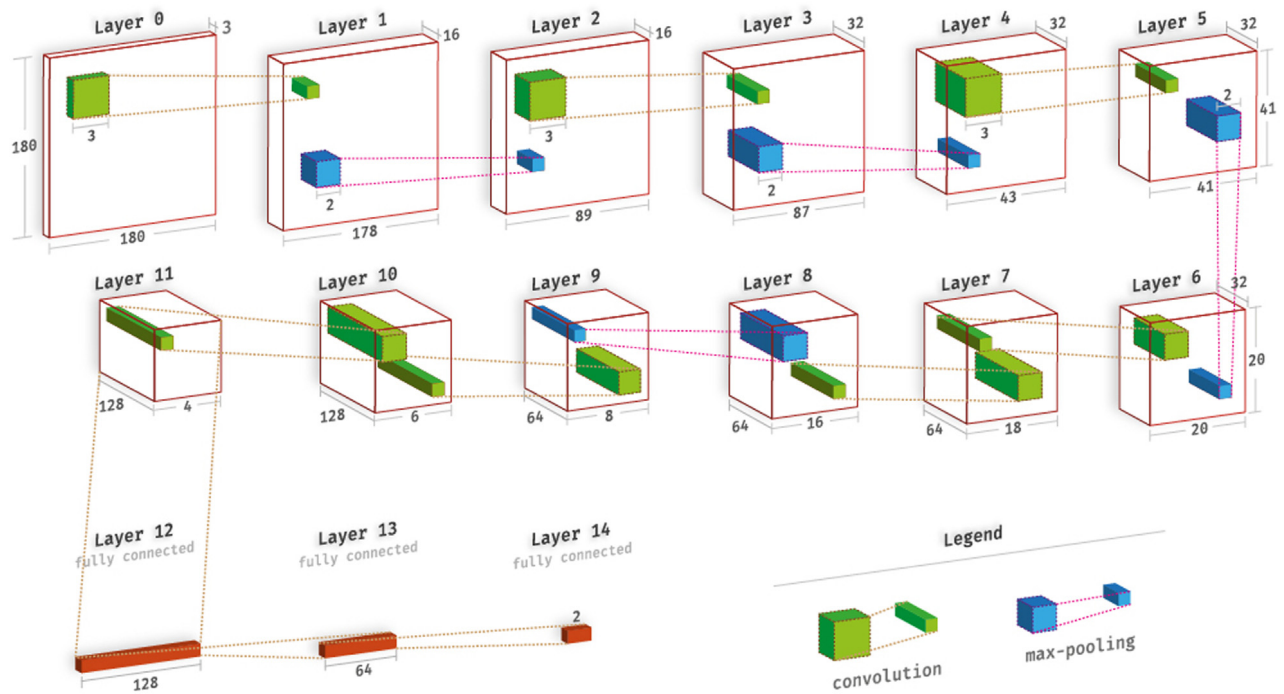 Layer 0
3
180
3
180
Layer 1
16
2
178
Layer 2
16
3
89
Layer 3
32
2
87
Layer 4
32
3
43
Layer 5
32
2
41
41
Layer 11
128
4
Layer 10
128
6
Layer 9
64
8
Layer 8
64
16
Layer 7
64
18
Layer 6
32
20
20
Layer 12
fully connected
128
Layer 13
fully connected
64
Layer 14
fully connected
2
Legend
convolution
max-pooling